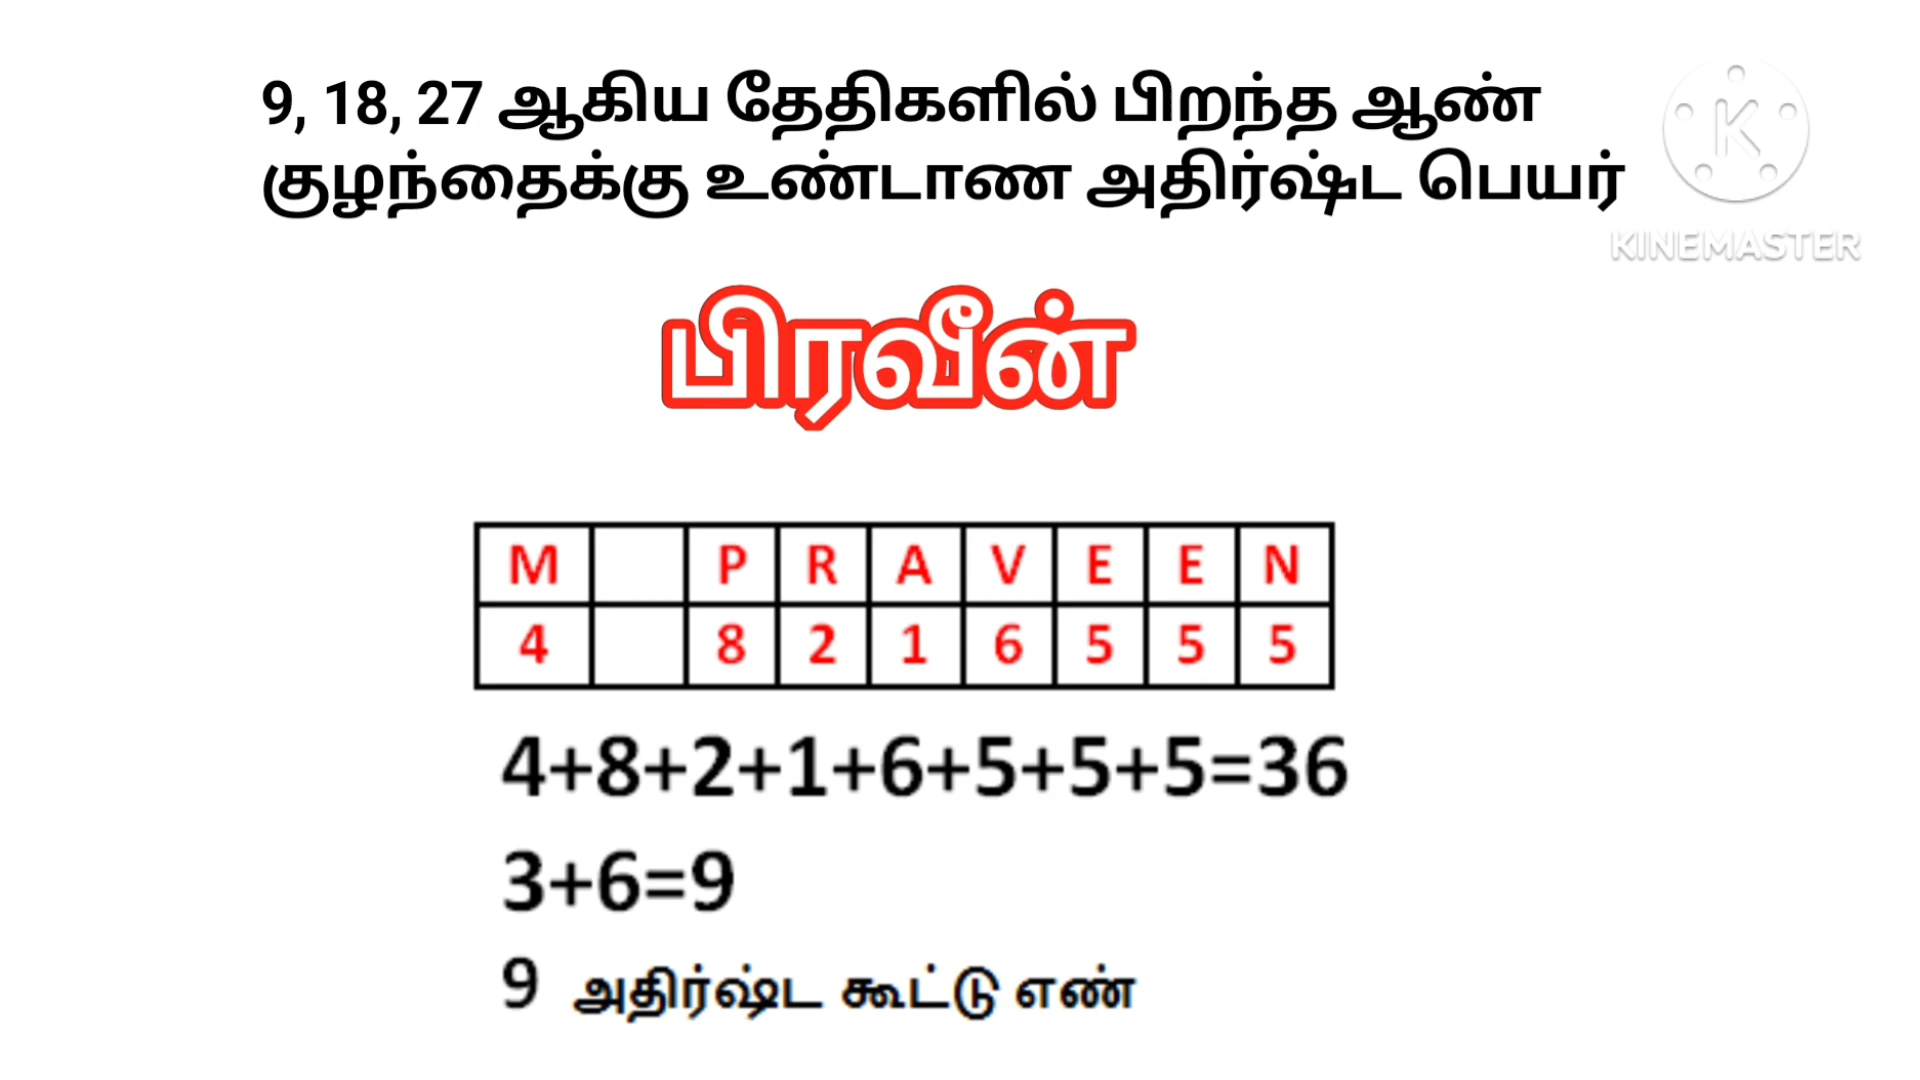 9, 18, 27 ஆகிய தேதிகளில் பிறந்த ஆண்
குழந்தைக்கு உண்டாண அதிர்ஷ்ட பெயர்
K
KINEMASTER
பிரவீன்
M P R A V E E N
4 8 2 1 6 5 5 5
4+8+2+1+6+5+5+5=36
3+6=9
9 அதிர்ஷ்ட கூட்டு எண்